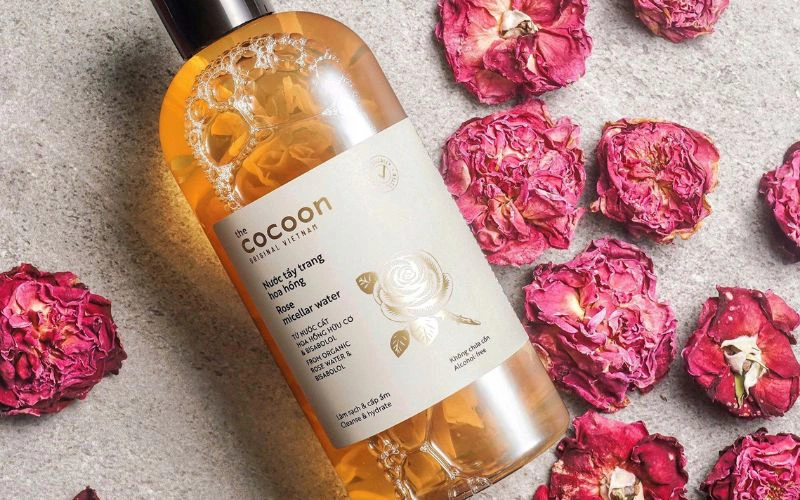 the
cocoon
ORIGINAL VIETNAM
Nước tẩy trang
hoa hồng
Rose
micellar water
TỪ NƯỚC CẤT
HOA HỒNG HỮU CƠ
& BISABOLOL
FROM ORGANIC
ROSE WATER &
BISABOLOL
Không chứa cồn
Alcohol free
Làm sạch & cấp ẩm
Cleanse & hydrate